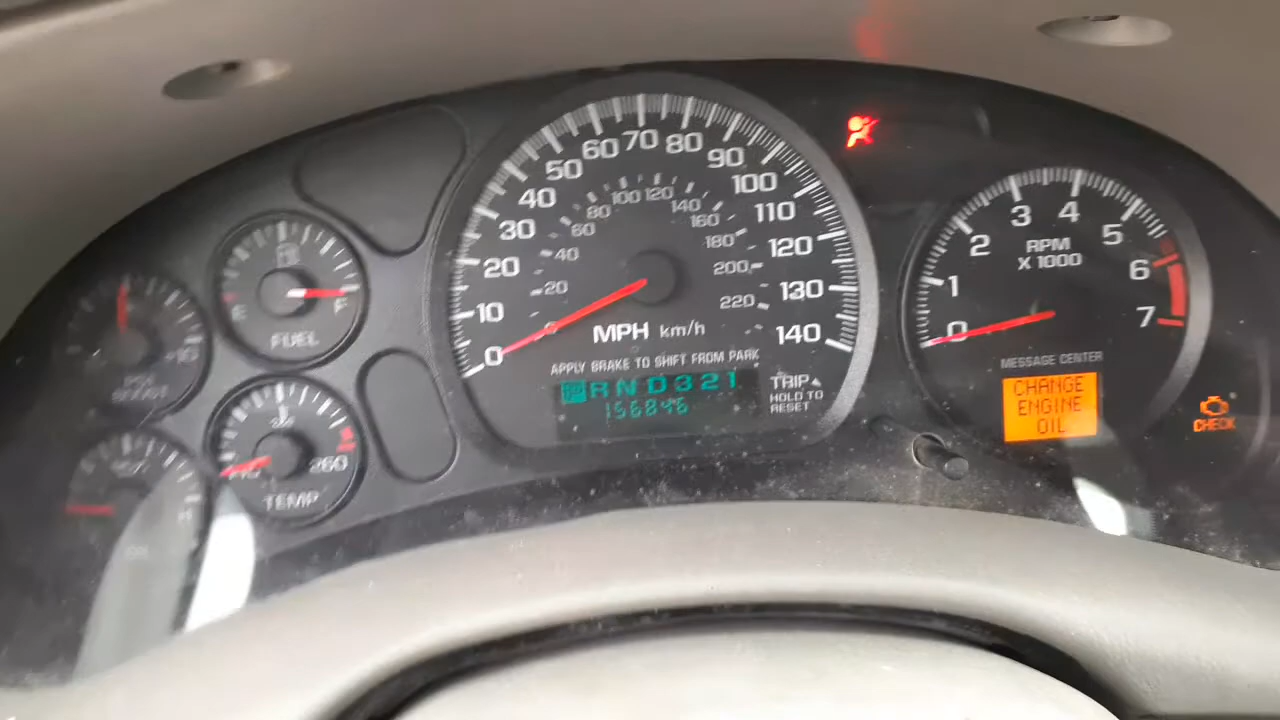 10 20 30 40 50 60 70 80 90 100 110 120 130 140
0
20 40 60 80 100 120 140 160 180 200 220
MPH km/h
APPLY BRAKE TO SHIFT FROM PARK
P R N D 3 2 1
156846
TRIP
HOLD TO
RESET
E F
FUEL
260
TEMP
0 1 2 3 4 5 6 7
RPM
X 1000
MESSAGE CENTER
CHANGE
ENGINE
OIL
CHECK